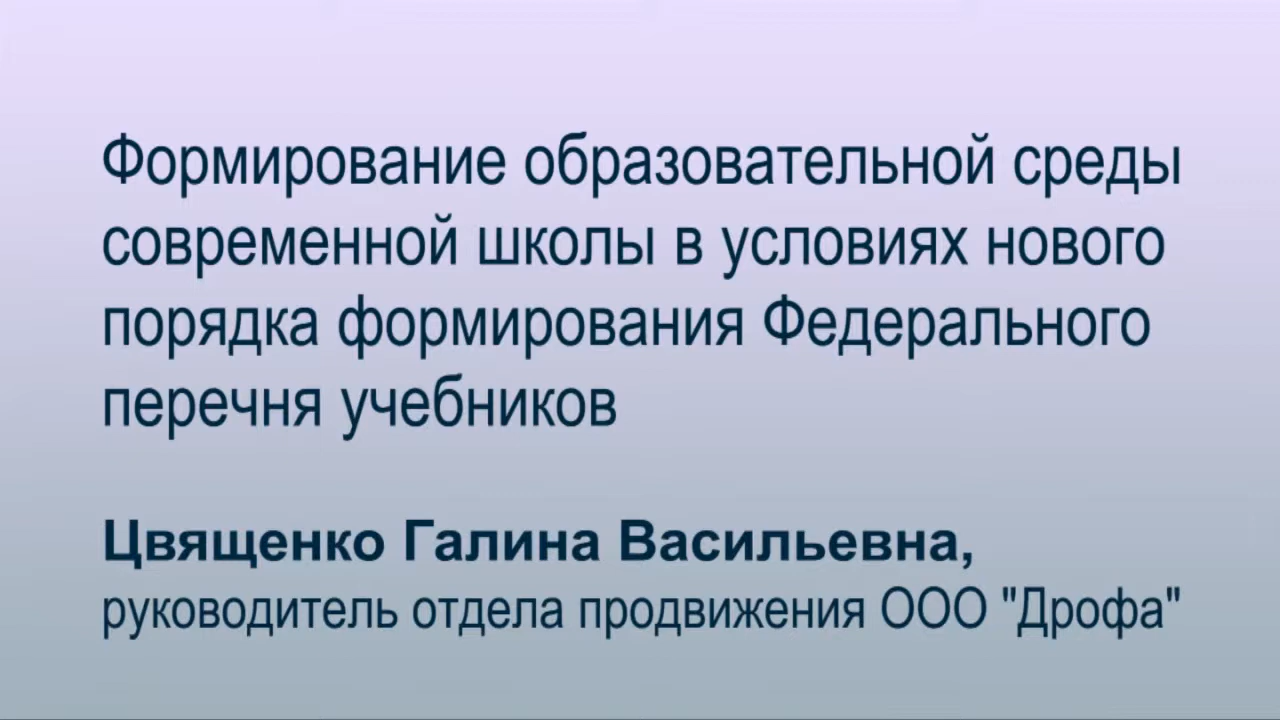 Формирование образовательной среды
современной школы в условиях нового
порядка формирования Федерального
перечня учебников
Цвященко Галина Васильевна,
руководитель отдела продвижения ООО "Дрофа"